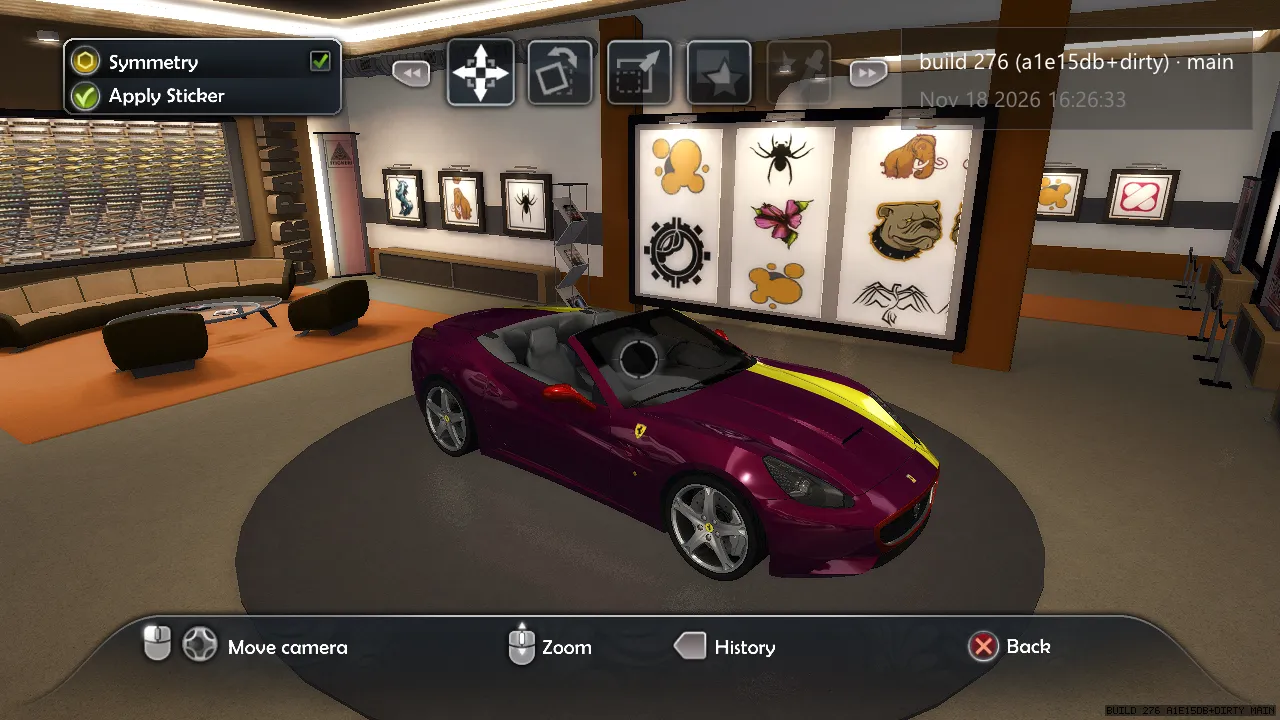 Symmetry
Apply Sticker
build 276 (a1e15db+dirty) · main
Nov 18 2026 16:26:33
Move camera
Zoom
History
Back
BUILD 276 A1E15DB+DIRTY MAIN